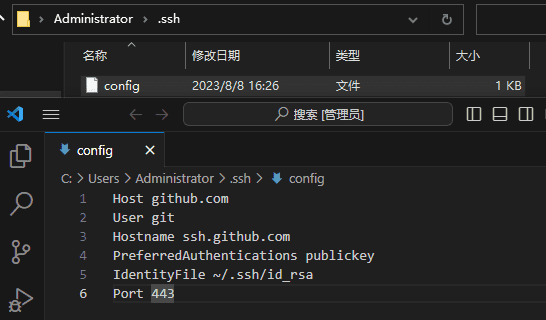 Administrator > .ssh
名称 修改日期 类型 大小
config 2023/8/8 16:26 文件 1 KB
搜索 [管理员]
config
C: > Users > Administrator > .ssh > config
1 Host github.com
2 User git
3 Hostname ssh.github.com
4 PreferredAuthentications publickey
5 IdentityFile ~/.ssh/id_rsa
6 Port 443